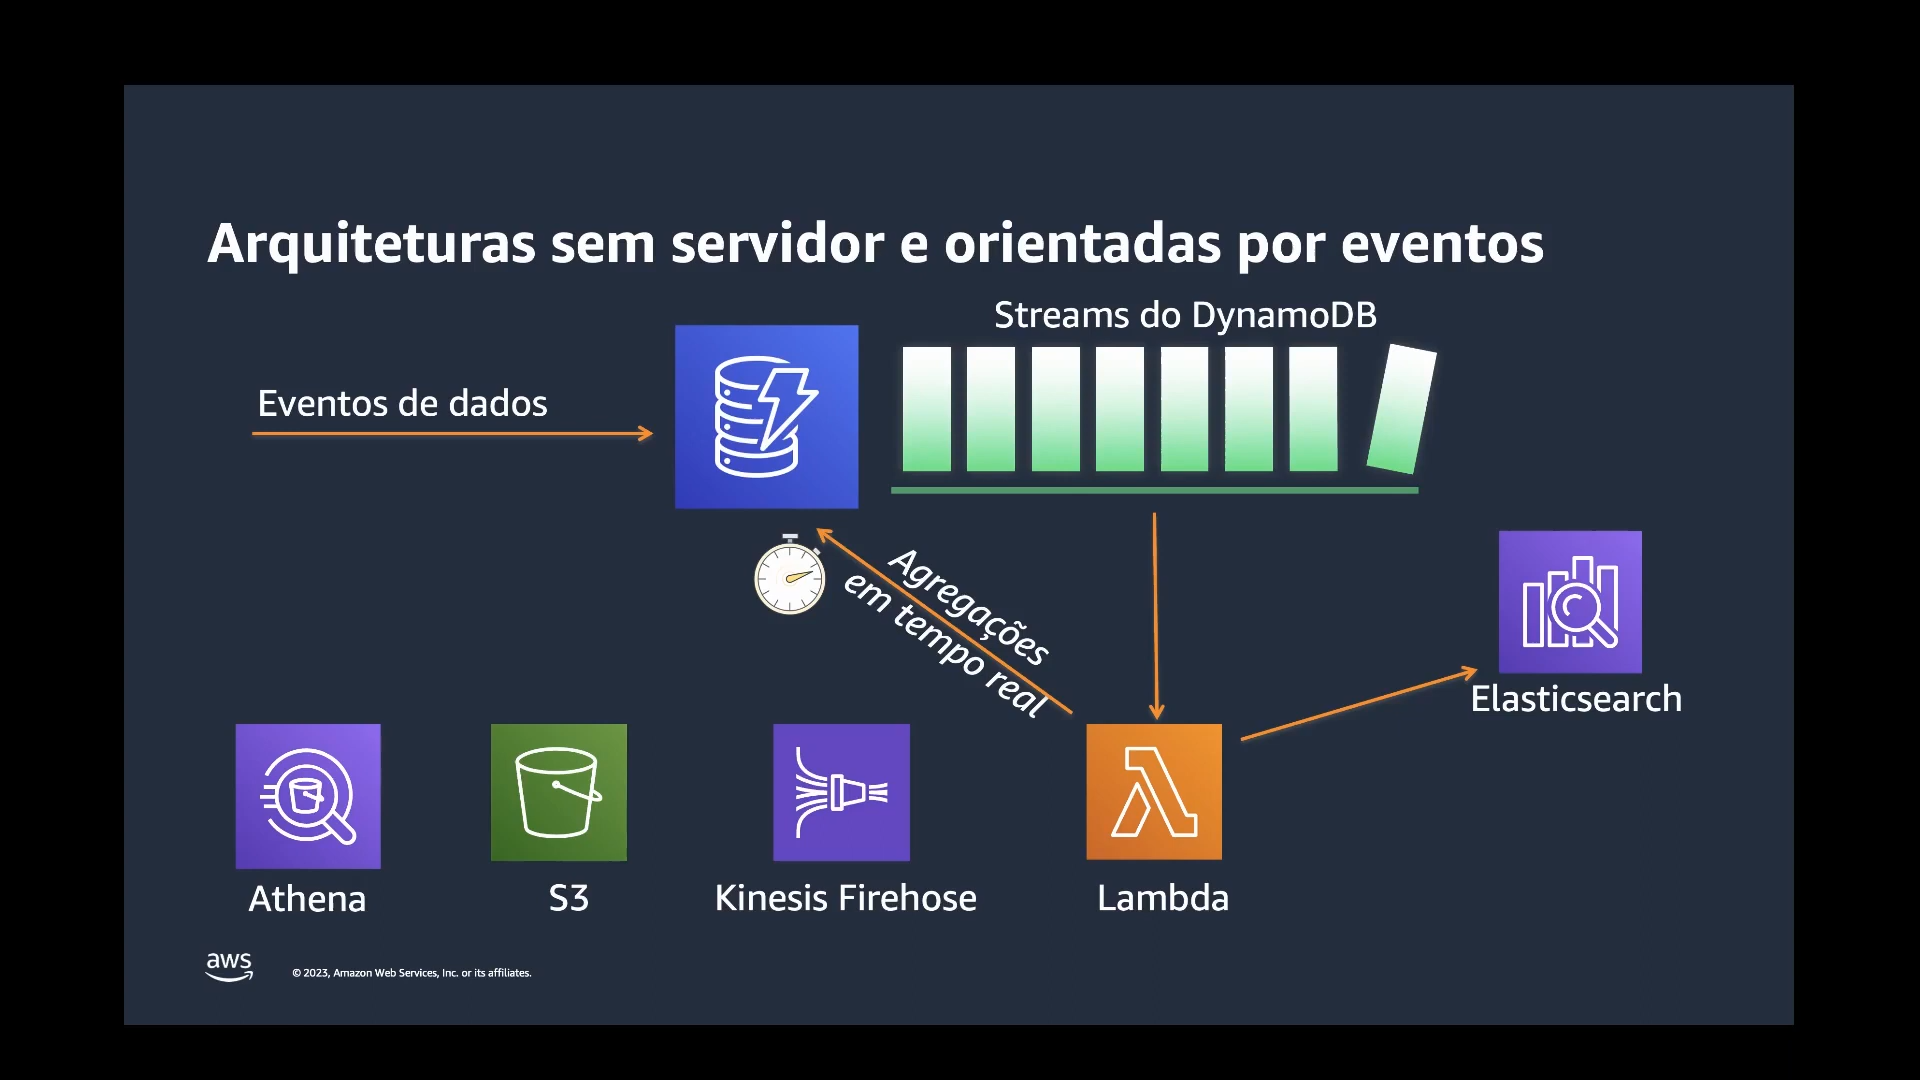 Arquiteturas sem servidor e orientadas por eventos
Streams do DynamoDB
Eventos de dados
Agregações
em tempo real
Elasticsearch
Athena
S3
Kinesis Firehose
Lambda
aws
© 2023, Amazon Web Services, Inc. or its affiliates.